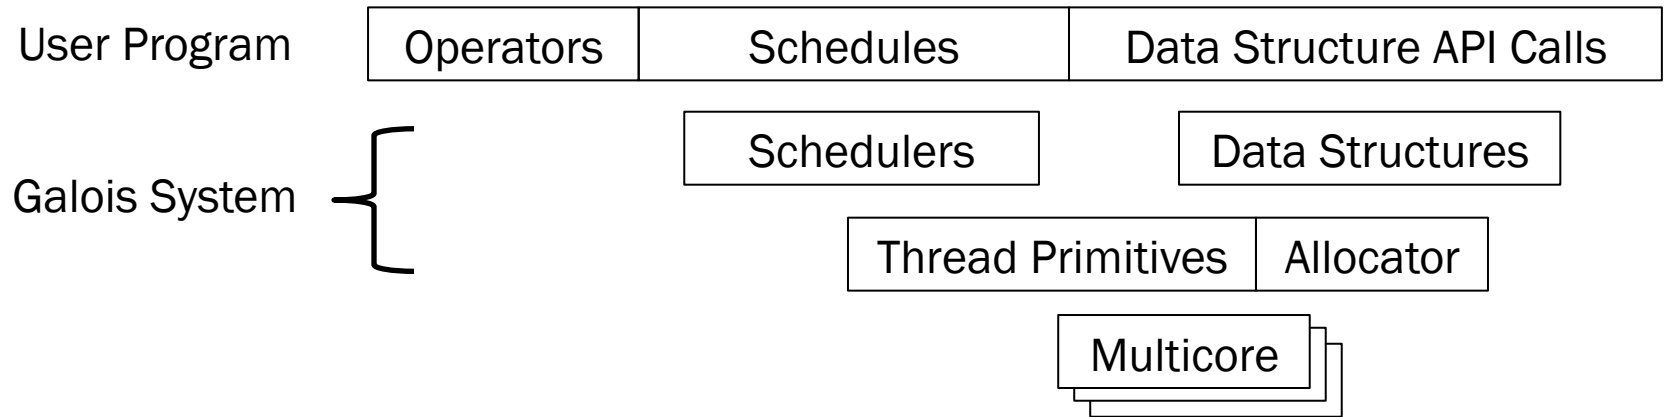 User Program
Operators
Schedules
Data Structure API Calls
Schedulers
Data Structures
Galois System
Thread Primitives
Allocator
Multicore